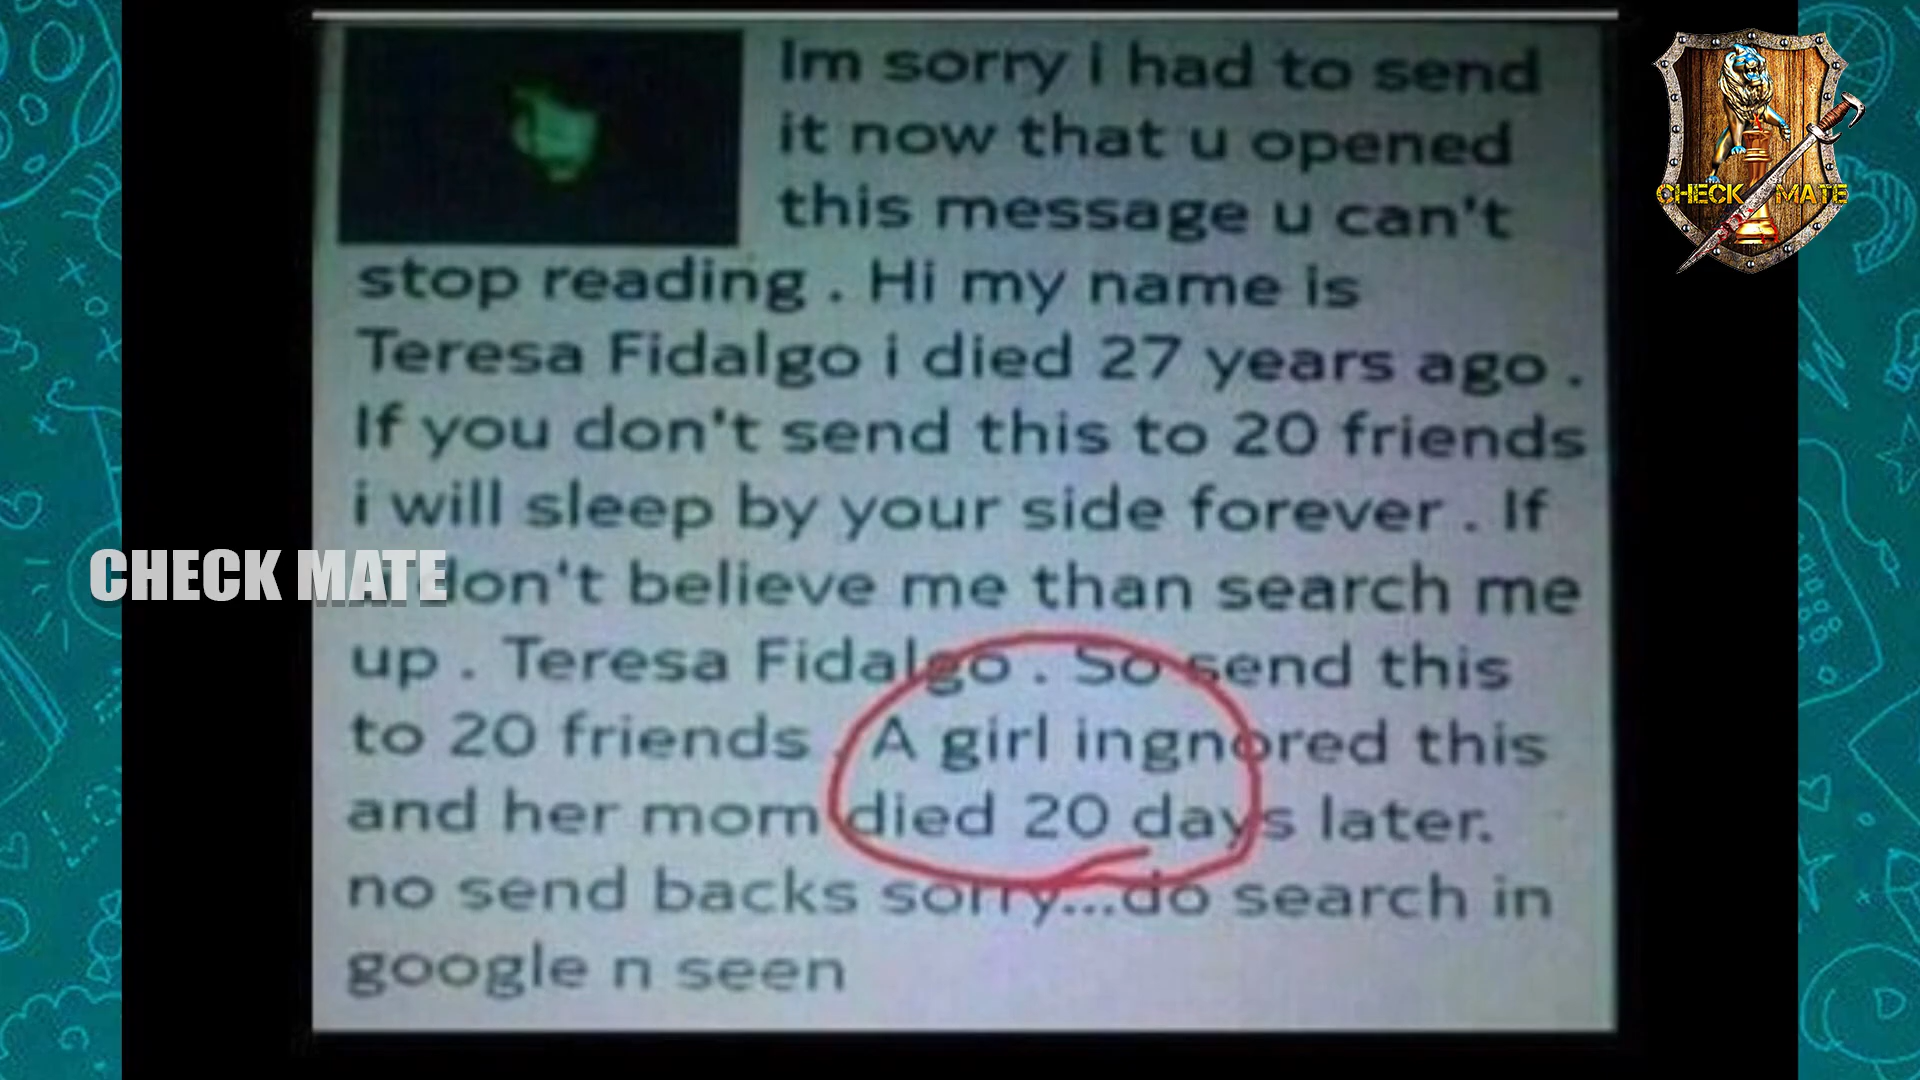 Im sorry i had to send
it now that u opened
this message u can't
stop reading . Hi my name is
Teresa Fidalgo i died 27 years ago .
If you don't send this to 20 friends
i will sleep by your side forever . If
don't believe me than search me
up . Teresa Fidalgo . So send this
to 20 friends . A girl ingnored this
and her mom died 20 days later.
no send backs sorry...do search in
google n seen
CHECK MATE
CHECK MATE